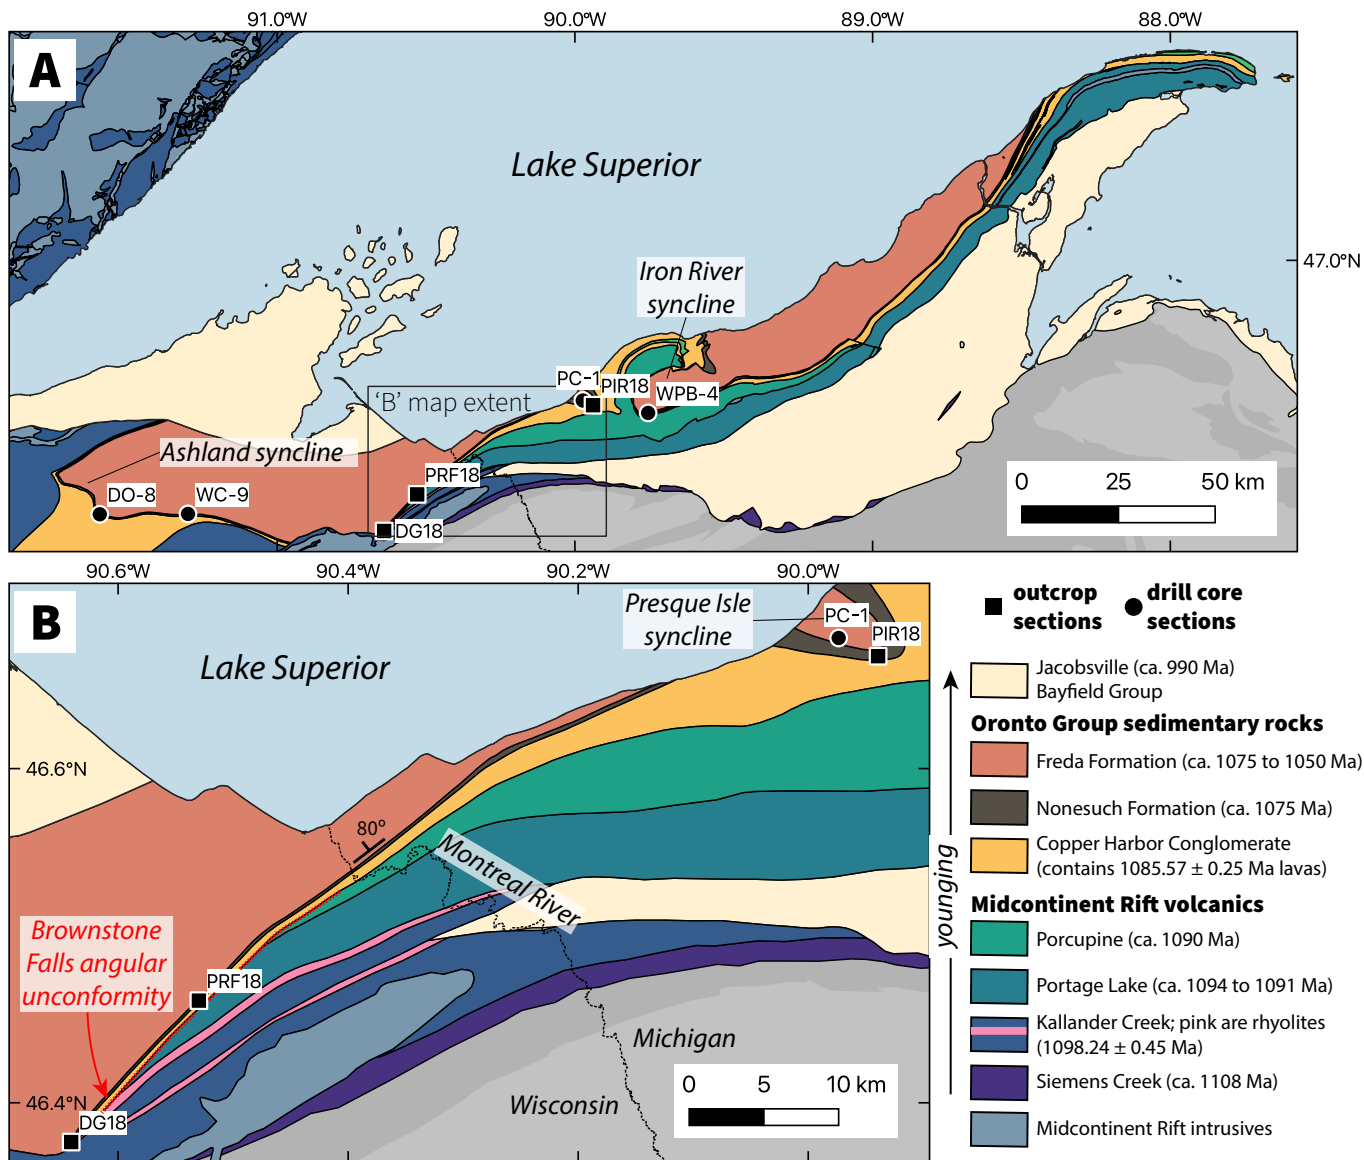 91.0°W
90.0°W
89.0°W
88.0°W
A
Lake Superior
47.0°N
Iron River
syncline
PC-1
PIR18
WPB-4
'B' map extent
Ashland syncline
PRF18
DO-8
WC-9
DG18
0 25 50 km
90.6°W
90.4°W
90.2°W
90.0°W
B
Lake Superior
Presque Isle
syncline
PC-1
PIR18
46.6°N
80°
Montreal River
Brownstone
Falls angular
unconformity
PRF18
Michigan
Wisconsin
46.4°N
DG18
0 5 10 km
outcrop
sections
drill core
sections
Jacobsville (ca. 990 Ma)
Bayfield Group
Oronto Group sedimentary rocks
Freda Formation (ca. 1075 to 1050 Ma)
Nonesuch Formation (ca. 1075 Ma)
Copper Harbor Conglomerate
(contains 1085.57 ± 0.25 Ma lavas)
Midcontinent Rift volcanics
Porcupine (ca. 1090 Ma)
Portage Lake (ca. 1094 to 1091 Ma)
Kallander Creek; pink are rhyolites
(1098.24 ± 0.45 Ma)
Siemens Creek (ca. 1108 Ma)
Midcontinent Rift intrusives
younging